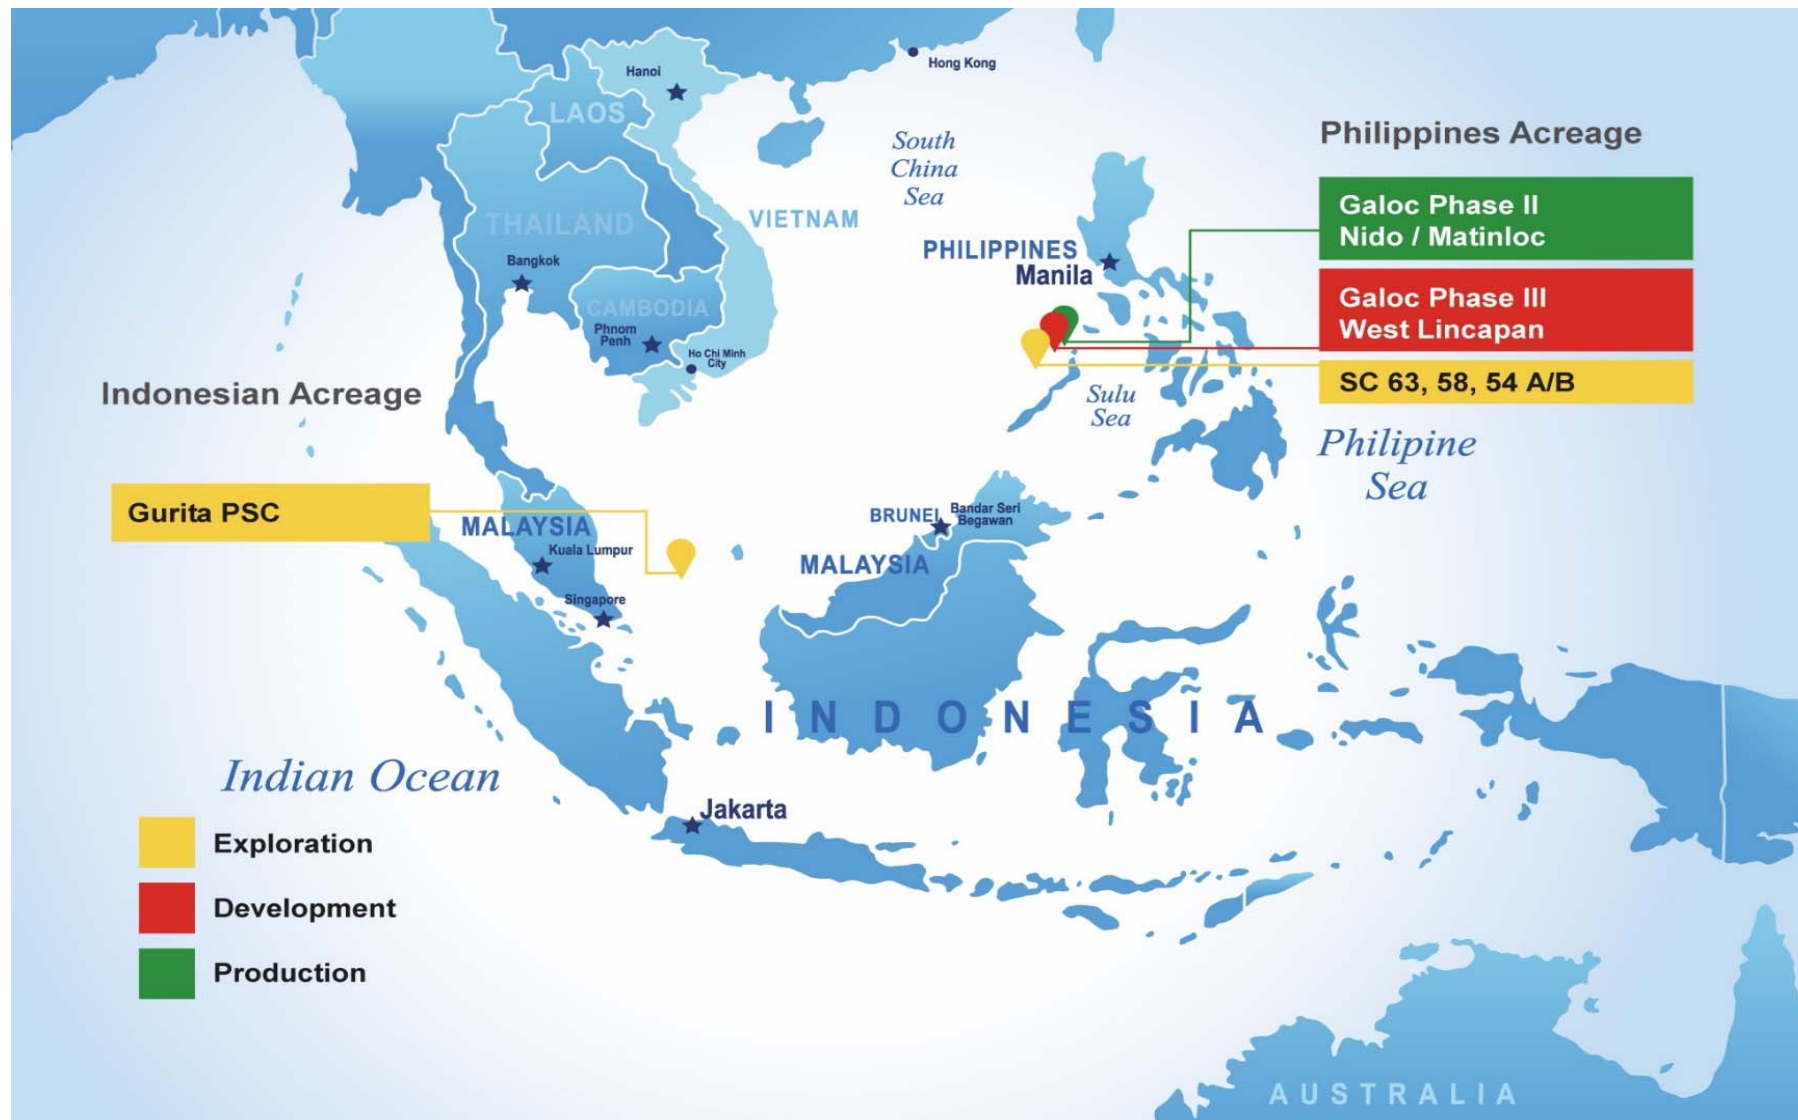 Hong Kong
Hanoi
LAOS
South
China
Sea
Philippines Acreage
Galoc Phase II
Nido / Matinloc
THAILAND
VIETNAM
PHILIPPINES
Manila
Bangkok
Galoc Phase III
West Lincapan
CAMBODIA
Phnom
Penh
Ho Chi Minh
City
SC 63, 58, 54 A/B
Indonesian Acreage
Sulu
Sea
Philipine
Sea
Gurita PSC
MALAYSIA
Kuala Lumpur
Singapore
BRUNEI
Bandar Seri
Begawan
MALAYSIA
INDONESIA
Indian Ocean
Jakarta
Exploration
Development
Production
AUSTRALIA